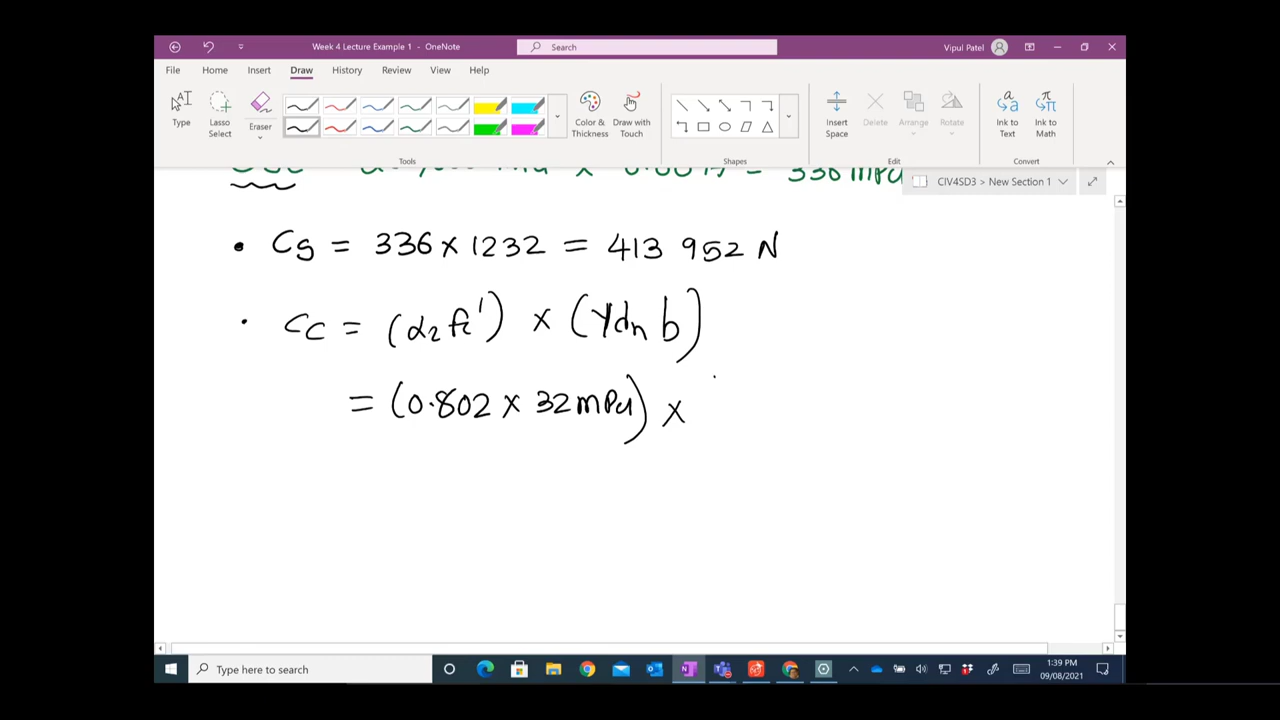 Week 4 Lecture Example 1 - OneNote
Search
Vipul Patel
File Home Insert Draw History Review View Help
Type
Lasso Select
Eraser
Color & Thickness
Draw with Touch
Insert Space
Delete
Arrange
Rotate
Ink to Text
Ink to Math
Tools
Shapes
Edit
Convert
= 336 mPa
CIV4SD3 > New Section 1
• Cs = 336 x 1232 = 413 952 N
• Cc = (α2 fc') x (γdn b)
= (0.802 x 32 mPa) x
Type here to search
1:39 PM
09/08/2021